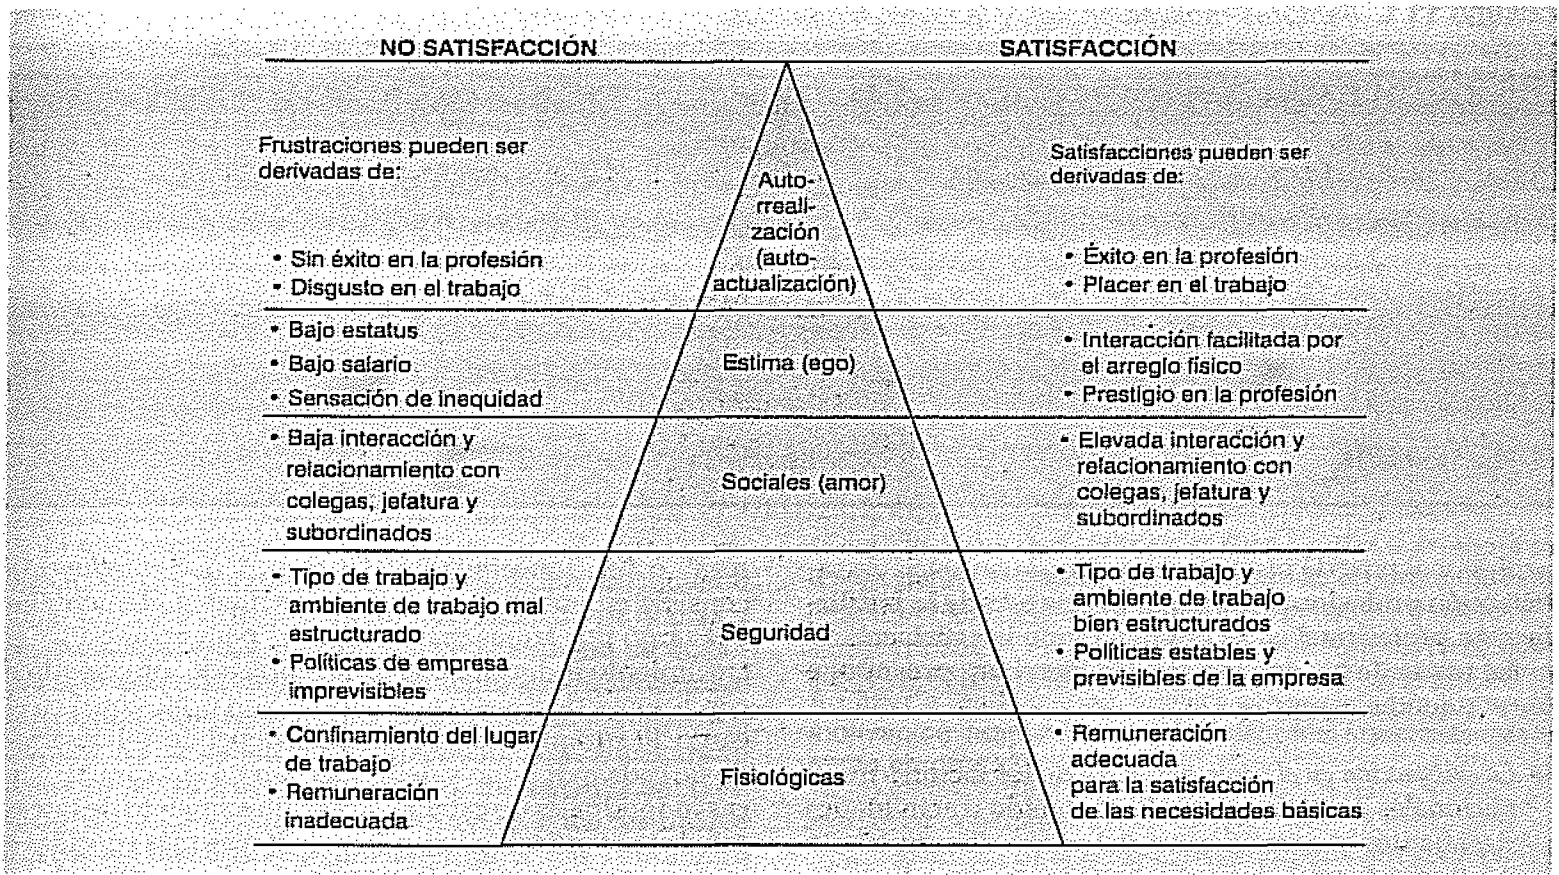 NO SATISFACCIÓN
SATISFACCIÓN
Frustraciones pueden ser
derivadas de:
Auto-
rreali-
zación
(auto-
actualización)
Satisfacciones pueden ser
derivadas de:
• Sin éxito en la profesión
• Disgusto en el trabajo
• Éxito en la profesión
• Placer en el trabajo
• Bajo estatus
• Bajo salario
• Sensación de inequidad
Estima (ego)
• Interacción facilitada por
el arreglo físico
• Prestigio en la profesión
• Baja interacción y
relacionamiento con
colegas, jefatura y
subordinados
Sociales (amor)
• Elevada interacción y
relacionamiento con
colegas, jefatura y
subordinados
• Tipo de trabajo y
ambiente de trabajo mal
estructurado
• Políticas de empresa
imprevisibles
Seguridad
• Tipo de trabajo y
ambiente de trabajo
bien estructurados
• Políticas estables y
previsibles de la empresa
• Confinamiento del lugar
de trabajo
• Remuneración
inadecuada
Fisiológicas
• Remuneración
adecuada
para la satisfacción
de las necesidades básicas